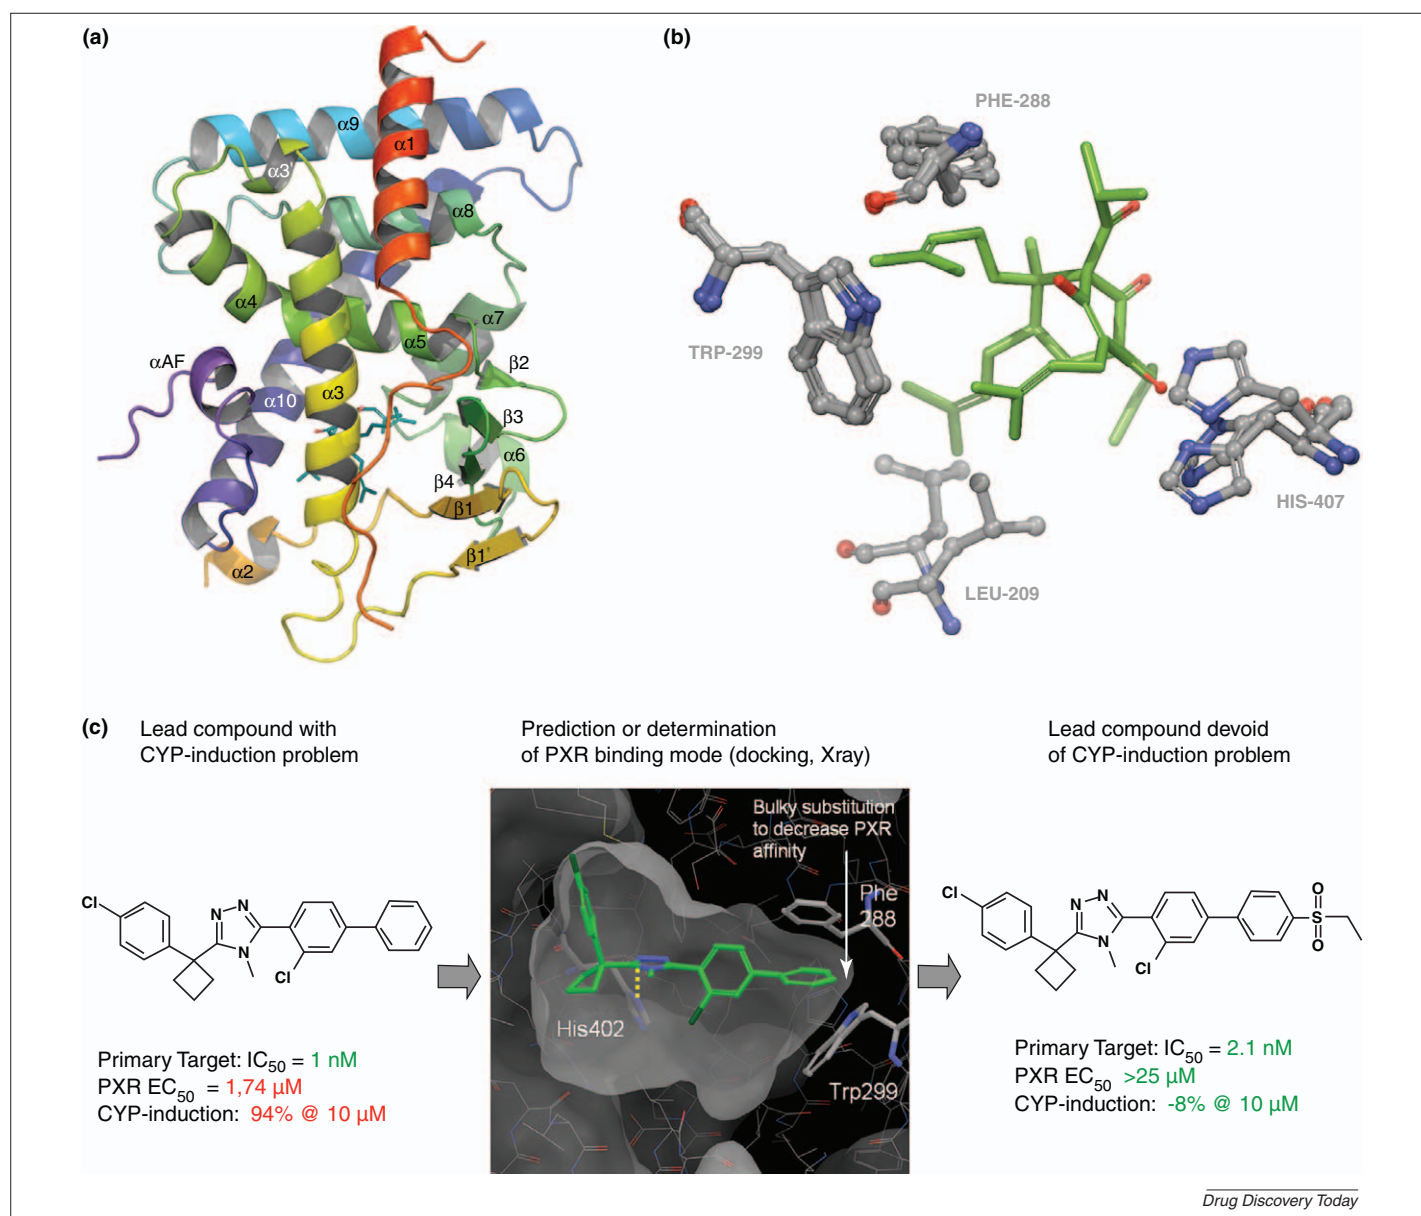 (a)
α9
α1
α3'
α8
α4
α7
α5
αAF
β2
α10
α3
β3
α6
β4
β1
β1'
α2
(b)
PHE-288
TRP-299
HIS-407
LEU-209
(c)
Lead compound with
CYP-induction problem
Prediction or determination
of PXR binding mode (docking, Xray)
Lead compound devoid
of CYP-induction problem
Cl
N N
N
Cl
Primary Target: IC50 = 1 nM
PXR EC50 = 1,74 μM
CYP-induction: 94% @ 10 μM
Bulky substitution
to decrease PXR
affinity
Phe
288
His402
Trp299
Cl
N N
N
Cl
O
S
O
Primary Target: IC50 = 2.1 nM
PXR EC50 >25 μM
CYP-induction: -8% @ 10 μM
Drug Discovery Today